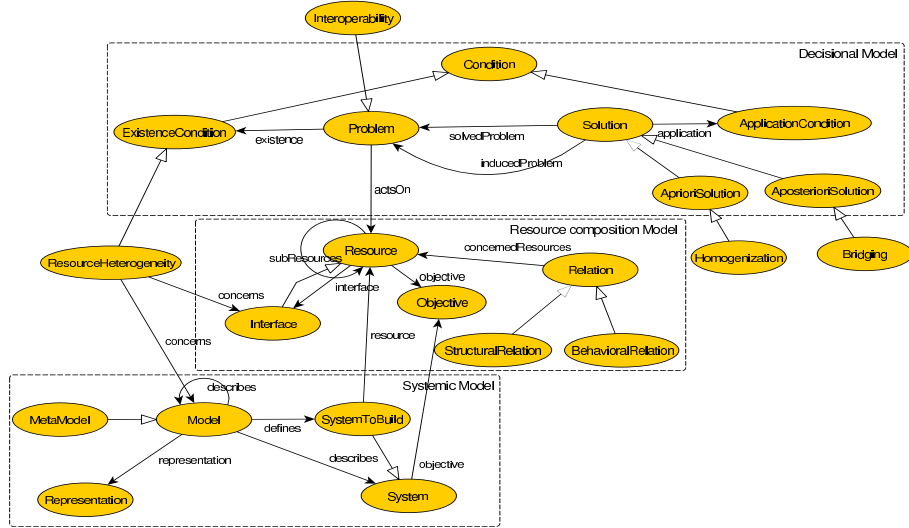 Interoperability
Decisional Model
Condition
ExistenceCondition
existence
Problem
solvedProblem
Solution
application
ApplicationCondition
inducedProblem
actsOn
AprioriSolution
AposterioriSolution
Resource composition Model
Resource
concernedResources
ResourceHeterogeneity
subResources
interface
objective
Relation
Homogenization
Bridging
concerns
Objective
Interface
resource
StructuralRelation
BehavioralRelation
concerns
Systemic Model
describes
MetaModel
Model
defines
SystemToBuild
representation
describes
objective
Representation
System